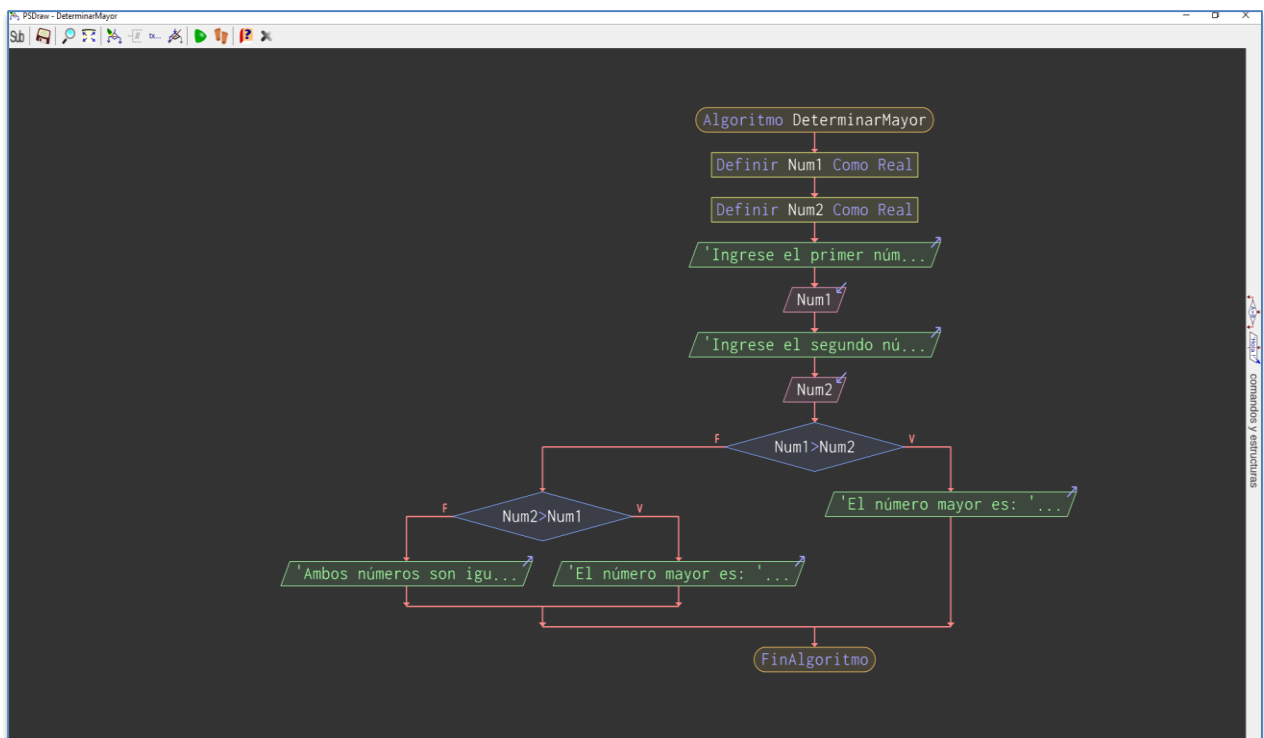 PSDraw - DeterminarMayor
Sub
tx...
Algoritmo DeterminarMayor
Definir Num1 Como Real
Definir Num2 Como Real
'Ingrese el primer núm...
Num1
'Ingrese el segundo nú...
Num2
Num1>Num2
F
V
'El número mayor es: '...
Num2>Num1
F
V
'Ambos números son igu...
'El número mayor es: '...
FinAlgoritmo
comandos y estructuras